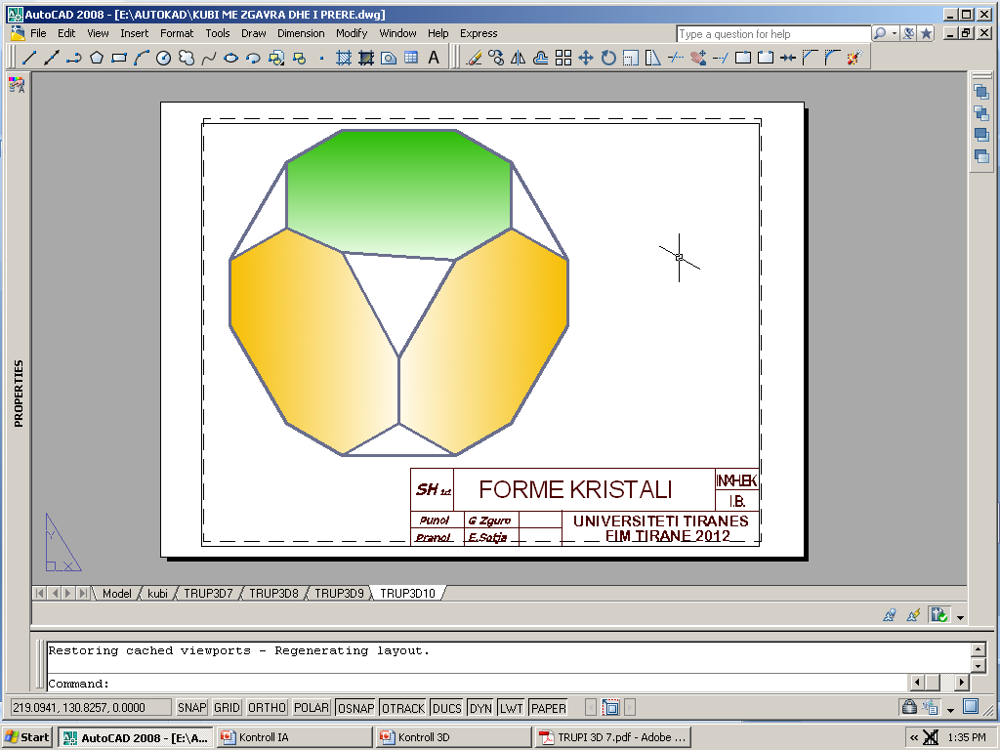 AutoCAD 2008 - [E:\AUTOKAD\KUBI ME ZGAVRA DHE I PRERE.dwg]
File Edit View Insert Format Tools Draw Dimension Modify Window Help Express
Type a question for help
A
PROPERTIES
SH 1:1 FORME KRISTALI INXH-LEK
I.B.
Punoi G Zguro UNIVERSITETI TIRANES
Pranoi E.Sotja FIM TIRANE 2012
Y
X
Model kubi TRUP3D7 TRUP3D8 TRUP3D9 TRUP3D10
Restoring cached viewports - Regenerating layout.
Command:
219.0941, 130.8257, 0.0000 SNAP GRID ORTHO POLAR OSNAP OTRACK DUCS DYN LWT PAPER
Start AutoCAD 2008 - [E:\A... Kontroll IA Kontroll 3D TRUPI 3D 7.pdf - Adobe ... 1:35 PM